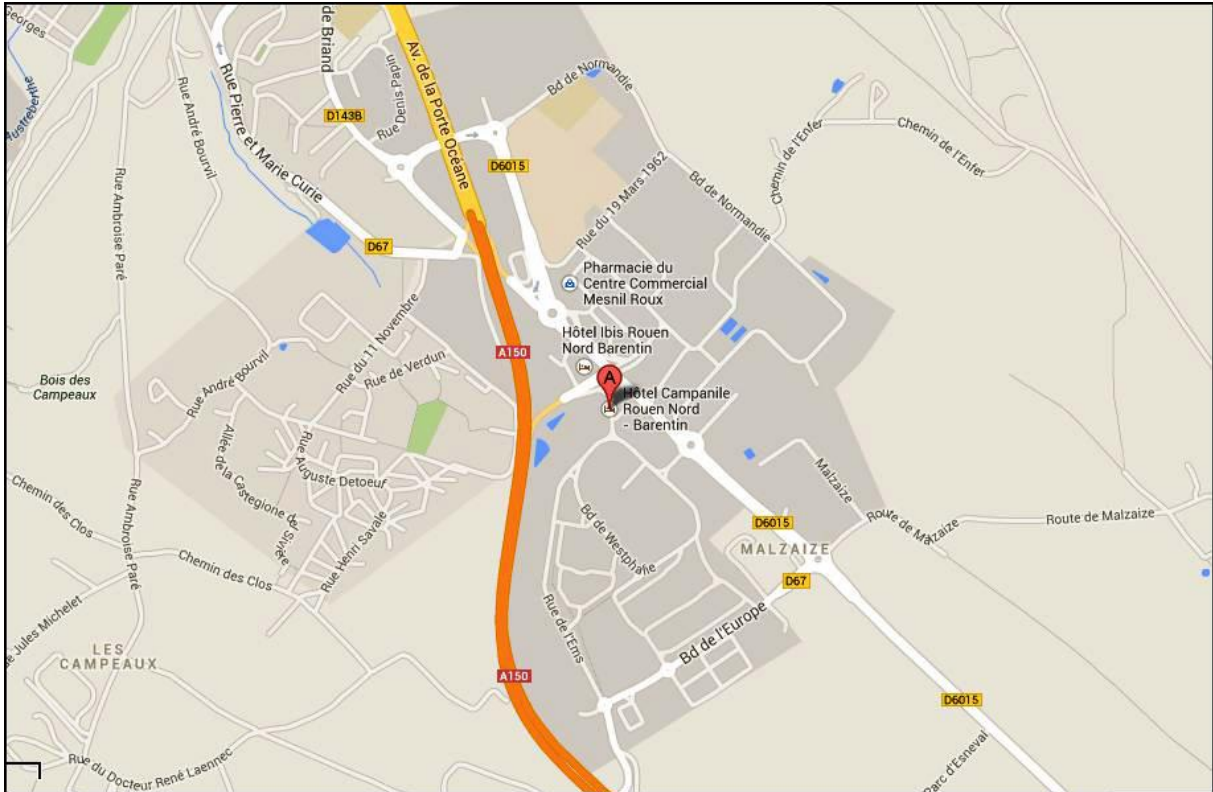 Georges
Austreberthe
Rue André Bourvil
Rue Ambroise Paré
Rue Pierre et Marie Curie
de Briand
D143B
Rue Denis Papin
Av. de la Porte Océane
D6015
Bd de Normandie
Rue du 19 Mars 1962
Bd de Normandie
Chemin de l'Enfer
Chemin de l'Enfer
D67
Pharmacie du
Centre Commercial
Mesnil Roux
Hôtel Ibis Rouen
Nord Barentin
A150
A
Hôtel Campanile
Rouen Nord
- Barentin
Rue du 11 Novembre
Rue de Verdun
Rue André Bourvil
Bois des
Campeaux
Allée de la Castegione de
Sivière
Rue Auguste Detoeuf
Rue Henri Savale
Chemin des Clos
Rue Ambroise Paré
Chemin des Clos
Bd de Westphalie
Rue de l'Ems
D6015
MALZAIZE
Malzaize
Route de Malzaize
Route de Malzaize
D67
Bd de l'Europe
Jules Michelet
LES
CAMPEAUX
A150
D6015
Rue du Docteur René Laennec
Parc d'Esneval